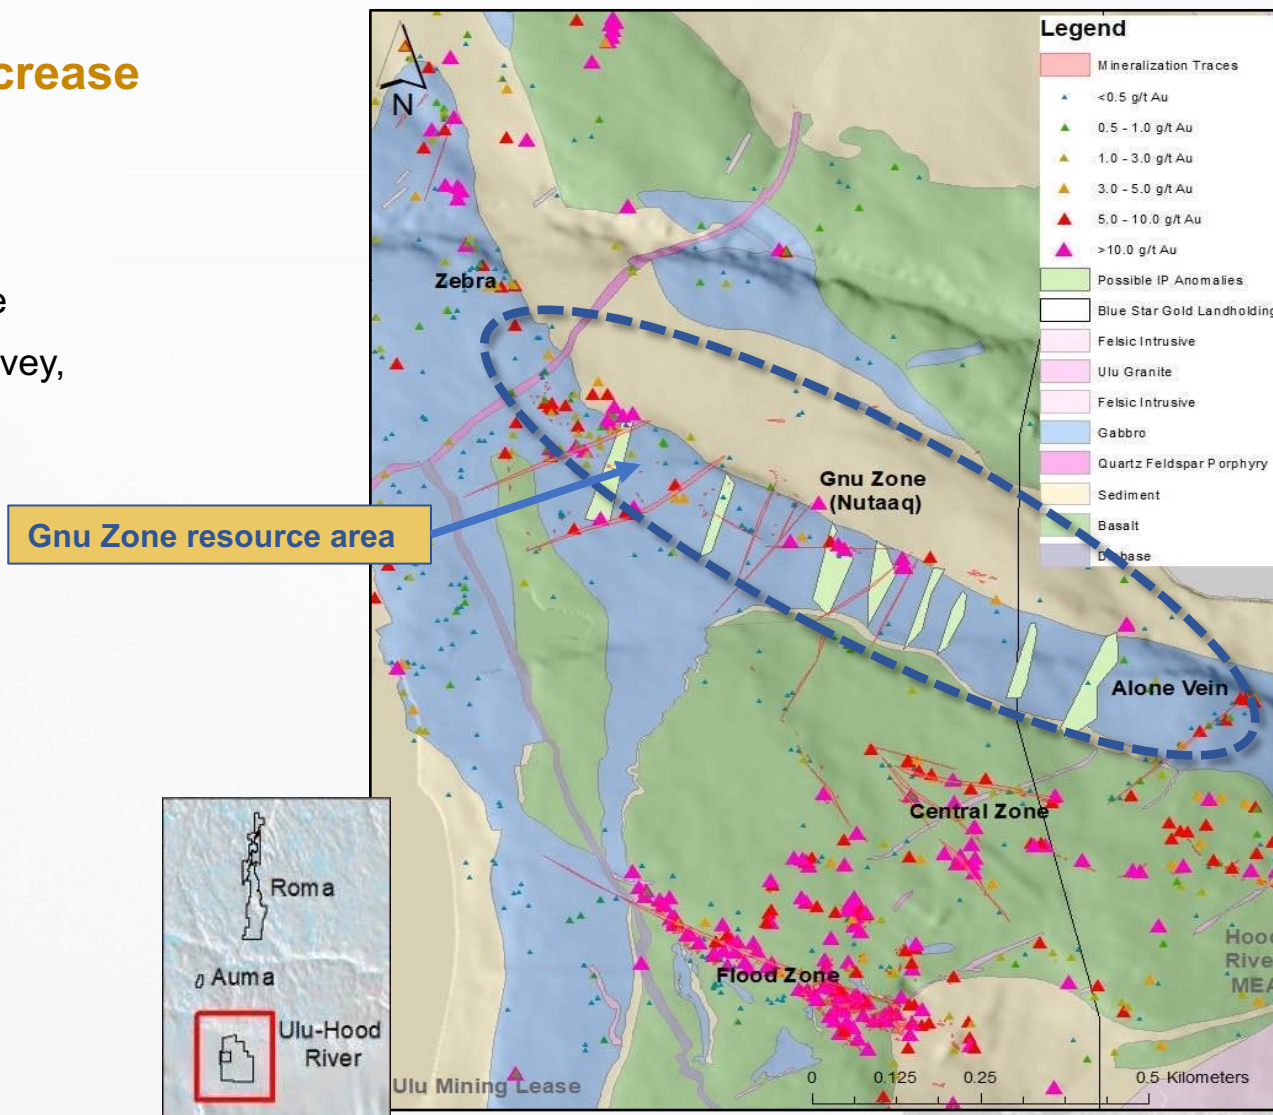 crease
e
vey,
Gnu Zone resource area
N
Zebra
Gnu Zone
(Nutaaq)
Alone Vein
Central Zone
Flood Zone
Ulu Mining Lease
0 0.125 0.25 0.5 Kilometers
Legend
Mineralization Traces
<0.5 g/t Au
0.5 - 1.0 g/t Au
1.0 - 3.0 g/t Au
3.0 - 5.0 g/t Au
5.0 - 10.0 g/t Au
>10.0 g/t Au
Possible IP Anomalies
Blue Star Gold Landholding
Felsic Intrusive
Ulu Granite
Felsic Intrusive
Gabbro
Quartz Feldspar Porphyry
Sediment
Basalt
Diabase
Hood
River
MEA
Roma
Auma
Ulu-Hood
River